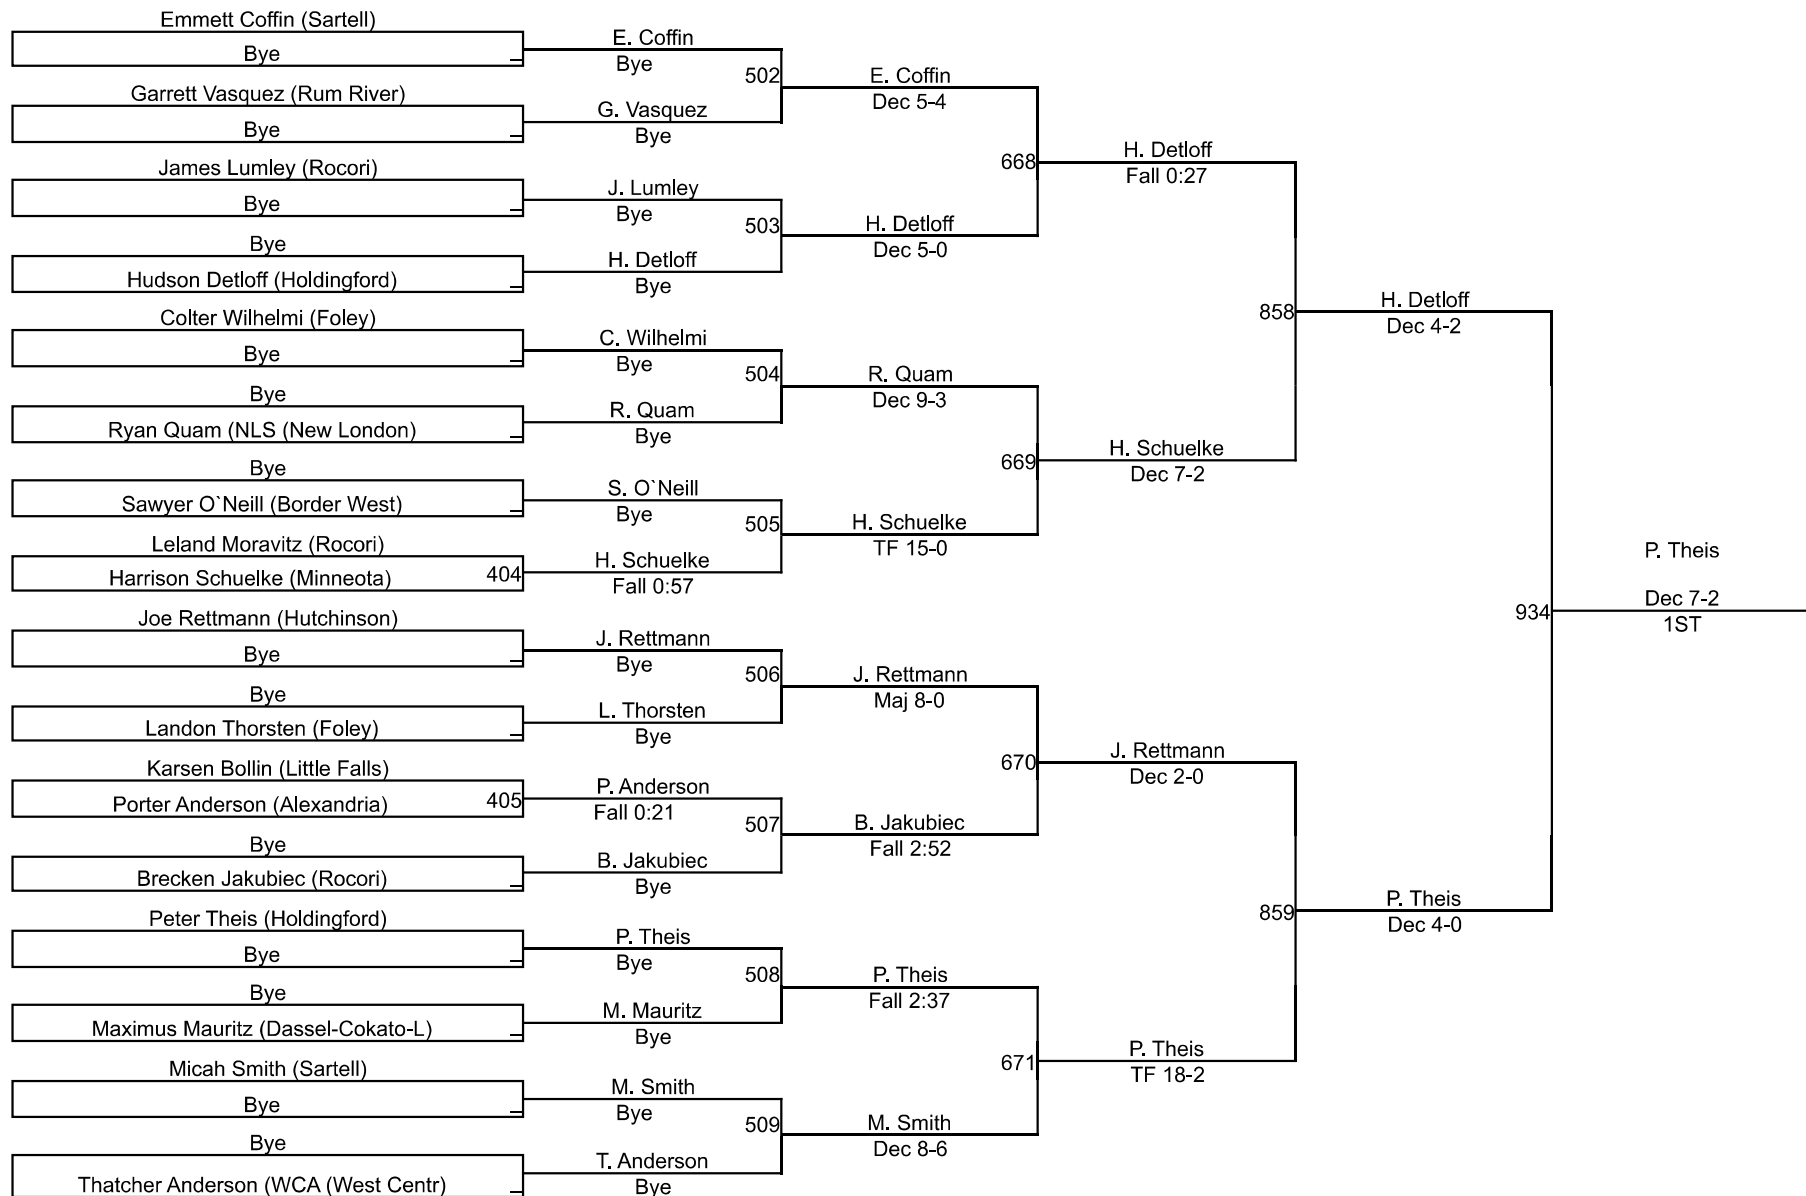 Emmett Coffin (Sartell)
Bye
Garrett Vasquez (Rum River)
Bye
James Lumley (Rocori)
Bye
Bye
Hudson Detloff (Holdingford)
Colter Wilhelmi (Foley)
Bye
Bye
Ryan Quam (NLS (New London)
Bye
Sawyer O`Neill (Border West)
Leland Moravitz (Rocori)
Harrison Schuelke (Minneota) 404
Joe Rettmann (Hutchinson)
Bye
Bye
Landon Thorsten (Foley)
Karsen Bollin (Little Falls)
Porter Anderson (Alexandria) 405
Bye
Brecken Jakubiec (Rocori)
Peter Theis (Holdingford)
Bye
Bye
Maximus Mauritz (Dassel-Cokato-L)
Micah Smith (Sartell)
Bye
Bye
Thatcher Anderson (WCA (West Centr)
E. Coffin
Bye
502
G. Vasquez
Bye
J. Lumley
Bye
503
H. Detloff
Bye
C. Wilhelmi
Bye
504
R. Quam
Bye
S. O`Neill
Bye
505
H. Schuelke
Fall 0:57
J. Rettmann
Bye
506
L. Thorsten
Bye
P. Anderson
Fall 0:21
507
B. Jakubiec
Bye
P. Theis
Bye
508
M. Mauritz
Bye
M. Smith
Bye
509
T. Anderson
Bye
E. Coffin
Dec 5-4
668
H. Detloff
Dec 5-0
R. Quam
Dec 9-3
669
H. Schuelke
TF 15-0
J. Rettmann
Maj 8-0
670
B. Jakubiec
Fall 2:52
P. Theis
Fall 2:37
671
M. Smith
Dec 8-6
H. Detloff
Fall 0:27
858
H. Schuelke
Dec 7-2
J. Rettmann
Dec 2-0
859
P. Theis
TF 18-2
H. Detloff
Dec 4-2
934
P. Theis
Dec 4-0
P. Theis
Dec 7-2
1ST